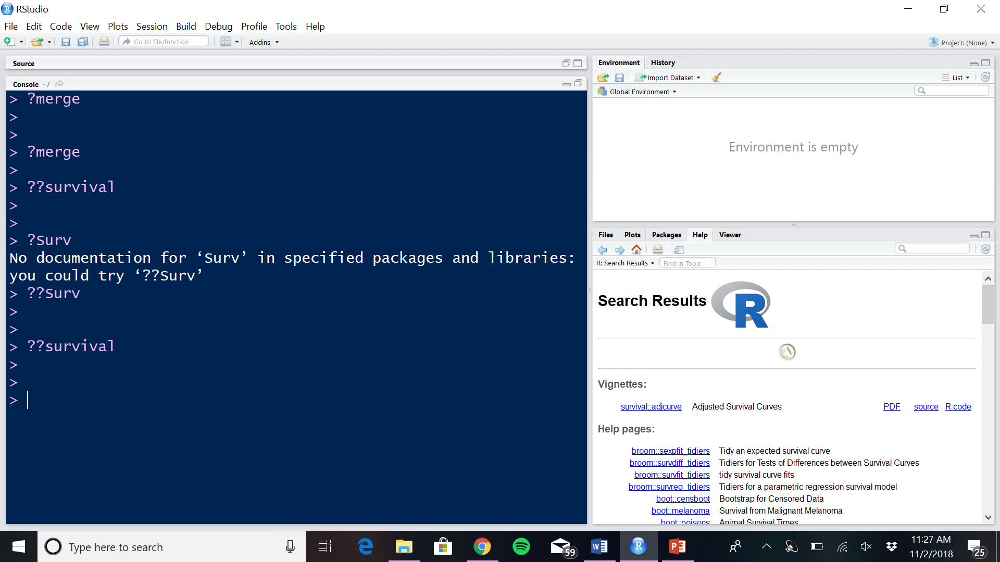 RStudio
File Edit Code View Plots Session Build Debug Profile Tools Help
Go to file/function Addins Project: (None)
Source
Console ~/
> ?merge
>
>
> ?merge
>
> ??survival
>
>
> ?Surv
No documentation for ‘Surv’ in specified packages and libraries:
you could try ‘??Surv’
> ??Surv
>
>
> ??survival
>
>
>
Environment History
Import Dataset List
Global Environment
Environment is empty
Files Plots Packages Help Viewer
R: Search Results Find in Topic
Search Results R
Vignettes:
survival::adjcurve Adjusted Survival Curves PDF source R code
Help pages:
broom::sexpfit_tidiers Tidy an expected survival curve
broom::survdiff_tidiers Tidiers for Tests of Differences between Survival Curves
broom::survfit_tidiers tidy survival curve fits
broom::survreg_tidiers Tidiers for a parametric regression survival model
boot::censboot Bootstrap for Censored Data
boot::melanoma Survival from Malignant Melanoma
boot::poisons Animal Survival Times
Type here to search
59
11:27 AM
11/2/2018
25